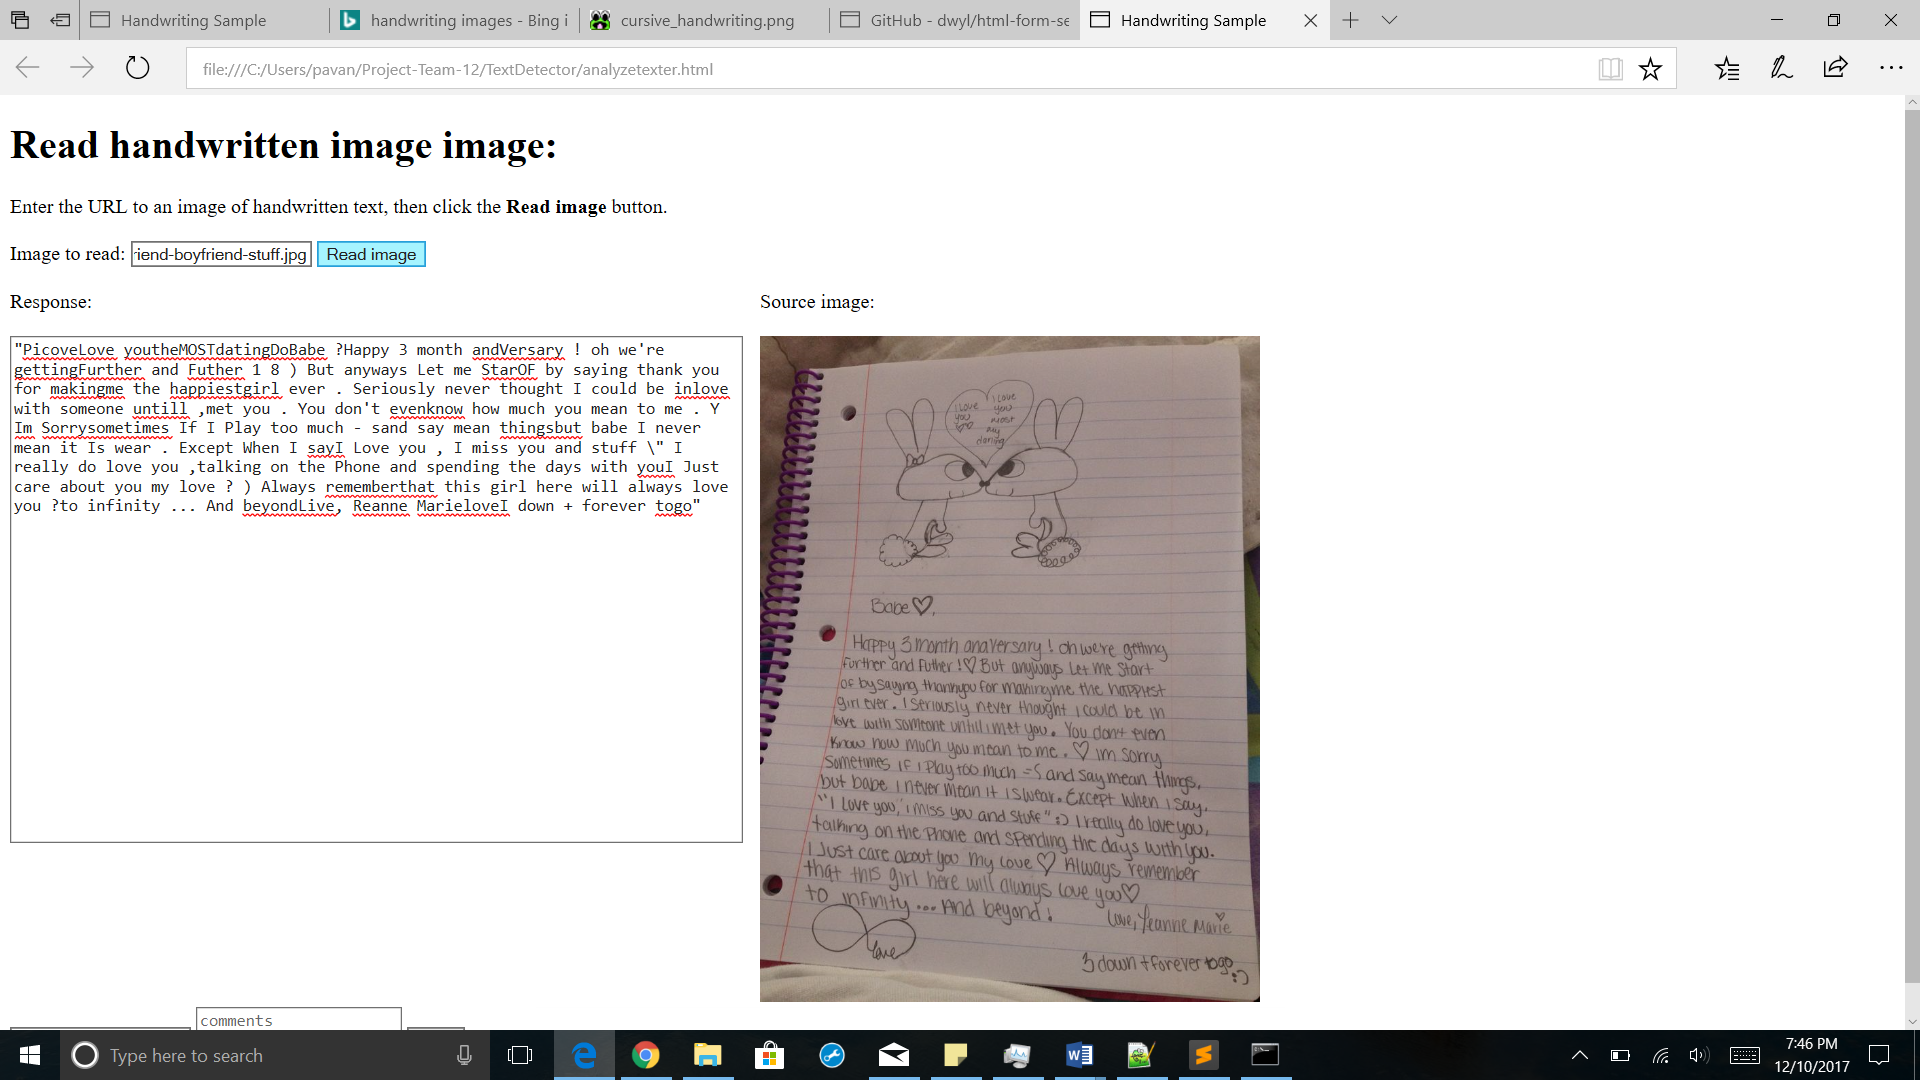 Handwriting Sample
handwriting images - Bing i
cursive_handwriting.png
GitHub - dwyl/html-form-se
Handwriting Sample
file:///C:/Users/pavan/Project-Team-12/TextDetector/analyzetexter.html
Read handwritten image image:
Enter the URL to an image of handwritten text, then click the Read image button.
Image to read: riend-boyfriend-stuff.jpg Read image
Response:
"PicoveLove youtheMOSTdatingDoBabe ?Happy 3 month andVersary ! oh we're
gettingFurther and Futher 1 8 ) But anyways Let me StarOF by saying thank you
for makingme the happiestgirl ever . Seriously never thought I could be inlove
with someone untill ,met you . You don't evenknow how much you mean to me . Y
Im Sorrysometimes If I Play too much - sand say mean thingsbut babe I never
mean it Is wear . Except When I sayI Love you , I miss you and stuff \" I
really do love you ,talking on the Phone and spending the days with youI Just
care about you my love ? ) Always rememberthat this girl here will always love
you ?to infinity ... And beyondLive, Reanne MarieloveI down + forever togo"
Source image:
I Love
you
I Love
you
most
my
darling
Babe ♡,
Happy 3 month anaversary ! oh we're getting
further and Futher !♡ But anyways Let me Start
of by saying thankyou for makingme the happiest
girl ever. I Seriously never thought i could be in
love with someone untill i met you. You don't even
Know how much you mean to me. ♡ im sorry
Sometimes if i Play too much =S and say mean things,
but babe i never mean it i swear. Except when i say,
"I Love you, i miss you and stuff" :) I really do love you,
talking on the Phone and spending the days with you.
I Just care about you my Love ♡ Always remember
that this girl here will always love you♡
to infinity ... And beyond!
Love, Yeanne Marie
love
3 down + forever togo
:)
comments
Type here to search
7:46 PM
12/10/2017